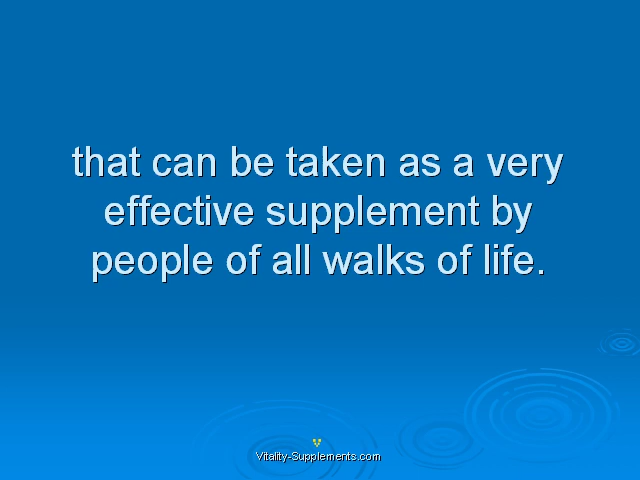 that can be taken as a very
effective supplement by
people of all walks of life.
Vitality-Supplements.com